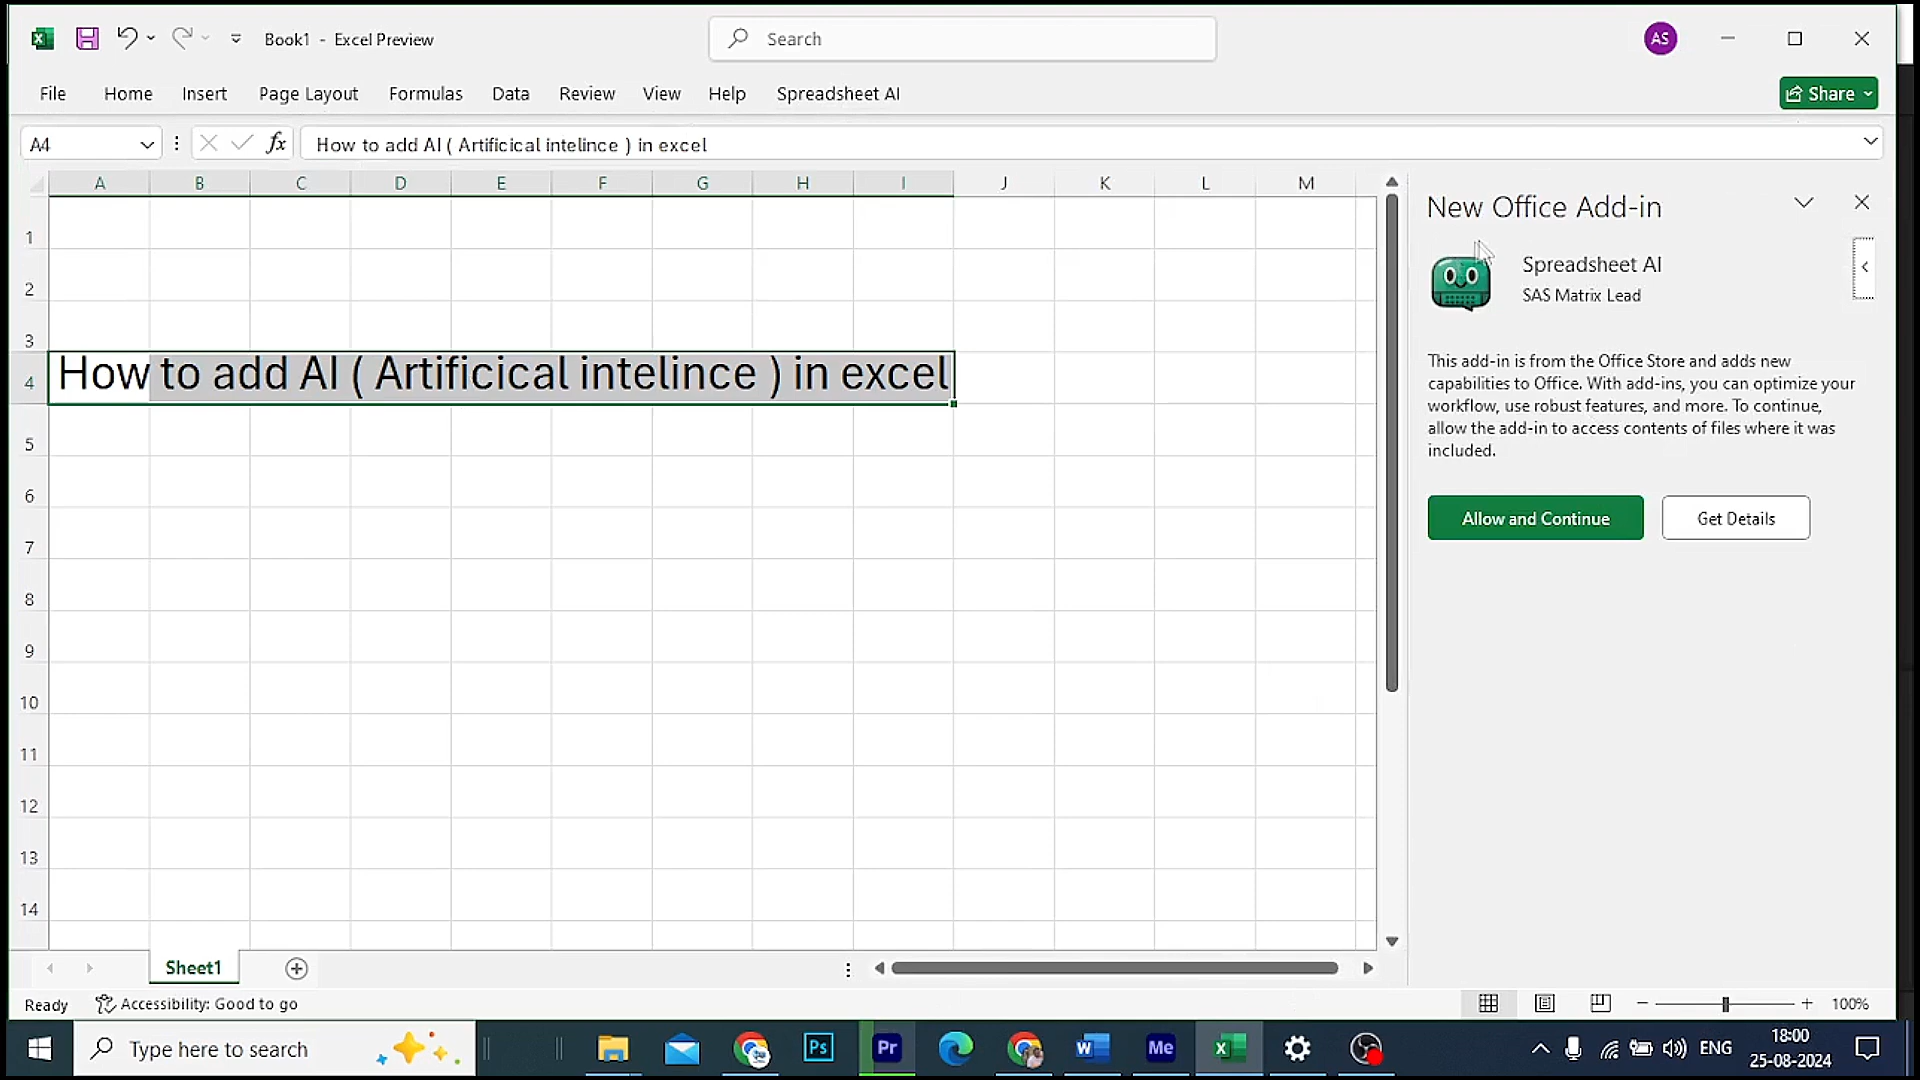 Book1 - Excel Preview
Search
AS
File Home Insert Page Layout Formulas Data Review View Help Spreadsheet AI
Share
A4
fx
How to add AI ( Artificical intelince ) in excel
A B C D E F G H I J K L M
1
2
3
4
How to add AI ( Artificical intelince ) in excel
5
6
7
8
9
10
11
12
13
14
New Office Add-in
Spreadsheet AI
SAS Matrix Lead
This add-in is from the Office Store and adds new
capabilities to Office. With add-ins, you can optimize your
workflow, use robust features, and more. To continue,
allow the add-in to access contents of files where it was
included.
Allow and Continue
Get Details
Sheet1
Ready
Accessibility: Good to go
100%
Type here to search
Ps
Pr
W
Me
X
ENG
18:00
25-08-2024